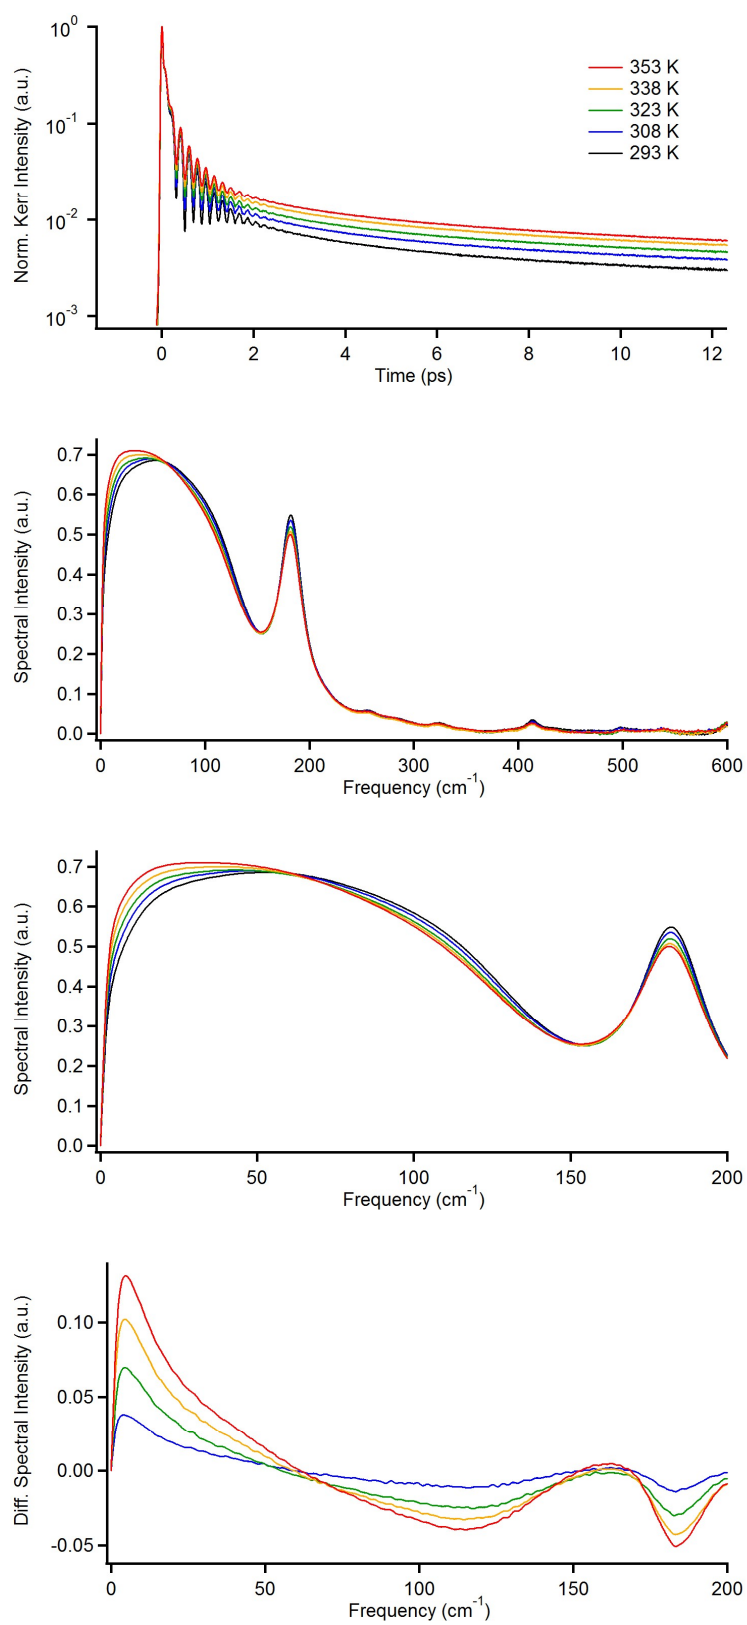 Norm. Kerr Intensity (a.u.)
10^0
10^-1
10^-2
10^-3
353 K
338 K
323 K
308 K
293 K
0 2 4 6 8 10 12
Time (ps)
Spectral Intensity (a.u.)
0.7
0.6
0.5
0.4
0.3
0.2
0.1
0.0
0 100 200 300 400 500 600
Frequency (cm^-1)
Spectral Intensity (a.u.)
0.7
0.6
0.5
0.4
0.3
0.2
0.1
0.0
0 50 100 150 200
Frequency (cm^-1)
Diff. Spectral Intensity (a.u.)
0.10
0.05
0.00
-0.05
0 50 100 150 200
Frequency (cm^-1)